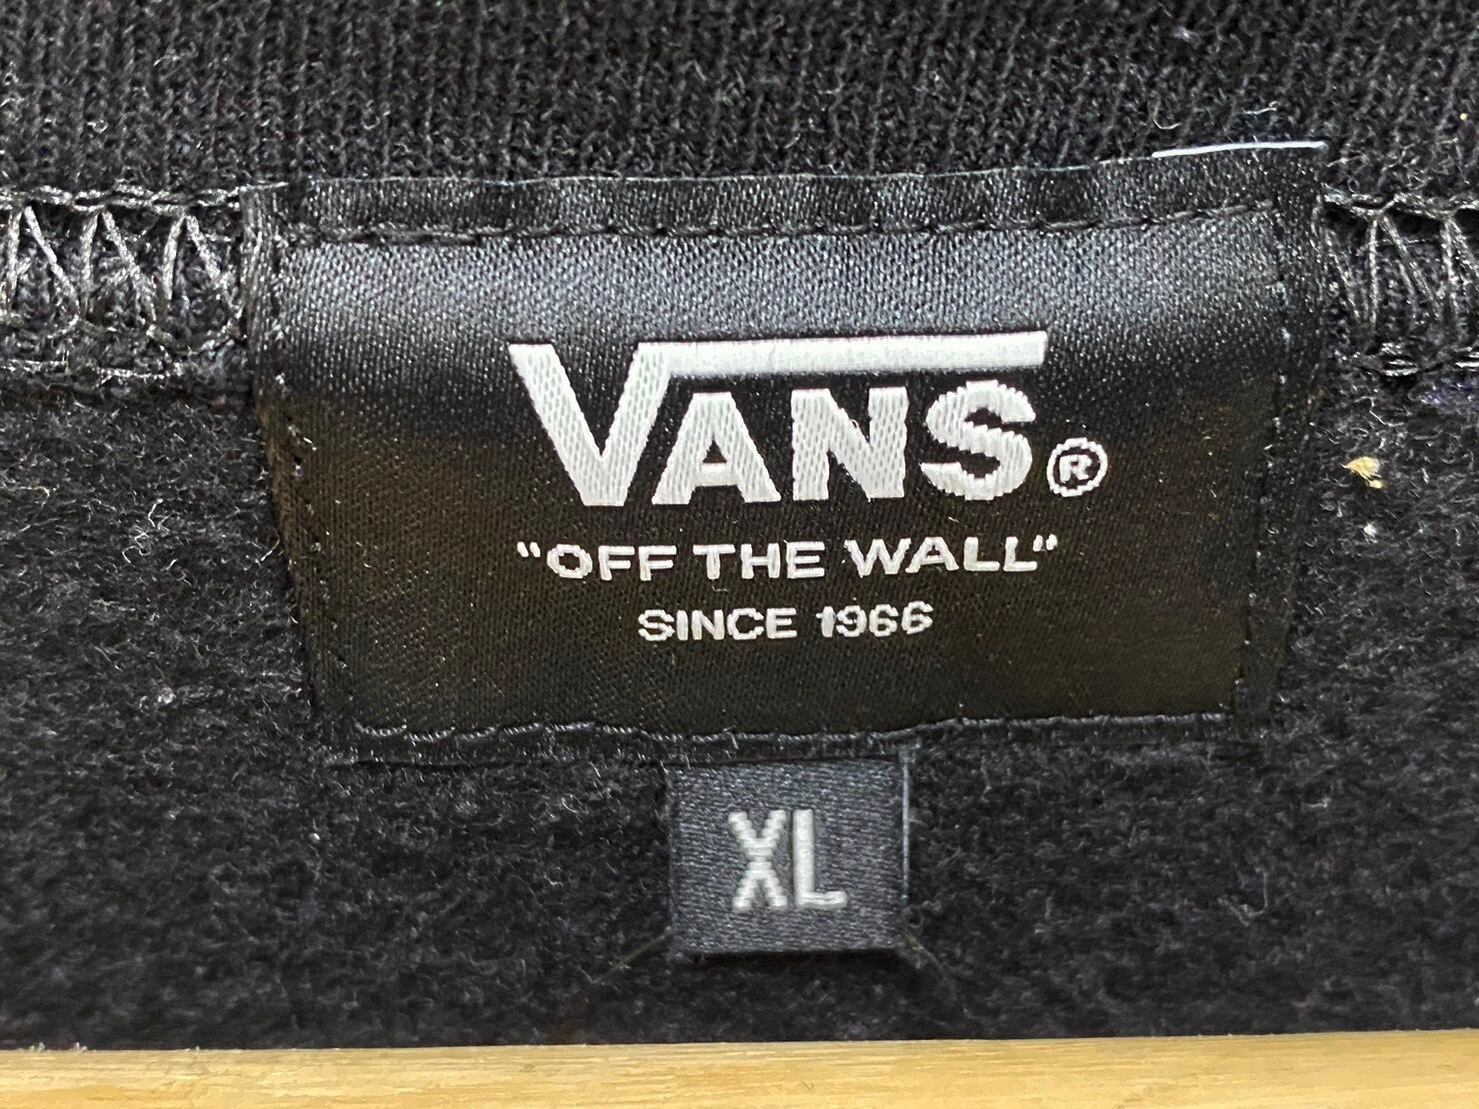 VANS®
"OFF THE WALL"
SINCE 1966
XL